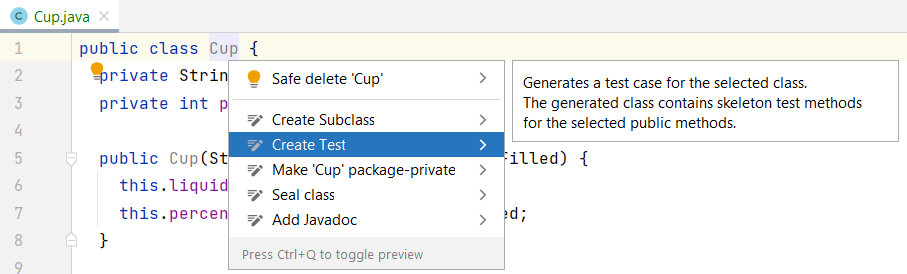 Cup.java
1 public class Cup {
2 private Strin
3 private int p
4
5 public Cup(St illed) {
6 this.liquid
7 this.percen ed;
8 }
Safe delete 'Cup'
Create Subclass
Create Test
Make 'Cup' package-private
Seal class
Add Javadoc
Press Ctrl+Q to toggle preview
Generates a test case for the selected class.
The generated class contains skeleton test methods
for the selected public methods.